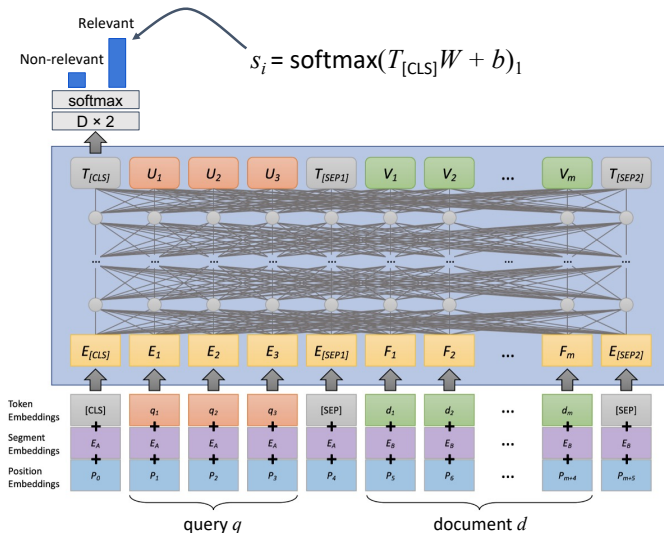 Relevant
Non-relevant
s_i = softmax(T_[CLS]W + b)_1
softmax
D × 2
T_[CLS] U_1 U_2 U_3 T_[SEP1] V_1 V_2 ... V_m T_[SEP2]
... ... ... ... ... ... ... ... ... ...
E_[CLS] E_1 E_2 E_3 E_[SEP1] F_1 F_2 ... F_m E_[SEP2]
Token Embeddings [CLS] q_1 q_2 q_3 [SEP] d_1 d_2 ... d_m [SEP]
+ + + + + + + + +
Segment Embeddings E_A E_A E_A E_A E_A E_B E_B ... E_B E_B
+ + + + + + + + +
Position Embeddings P_0 P_1 P_2 P_3 P_4 P_5 P_6 ... P_m+4 P_m+5
query q document d